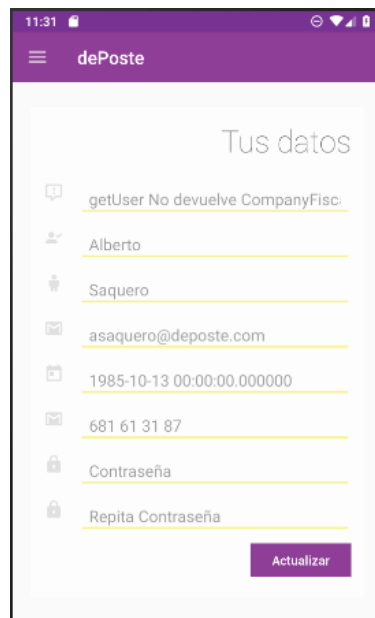 11:31
dePoste
Tus datos
getUser No devuelve CompanyFisc
Alberto
Saquero
asaquero@deposte.com
1985-10-13 00:00:00.000000
681 61 31 87
Contraseña
Repita Contraseña
Actualizar